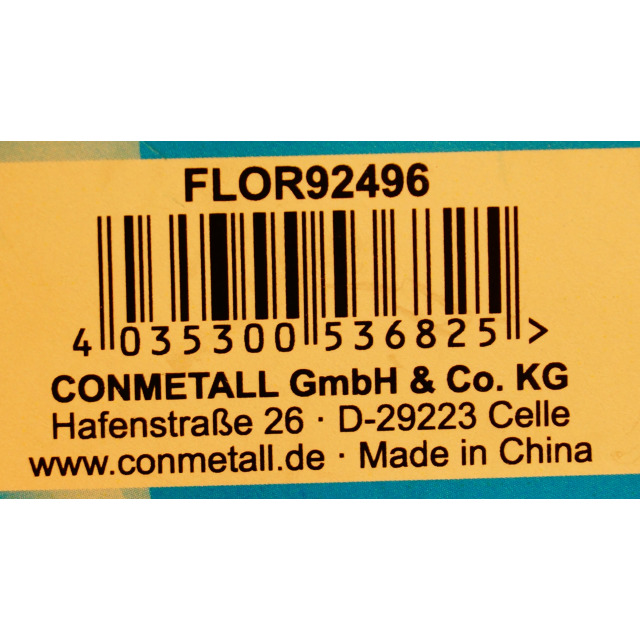 FLOR92496
4 035300 536825 >
CONMETALL GmbH & Co. KG
Hafenstraße 26 · D-29223 Celle
www.conmetall.de · Made in China